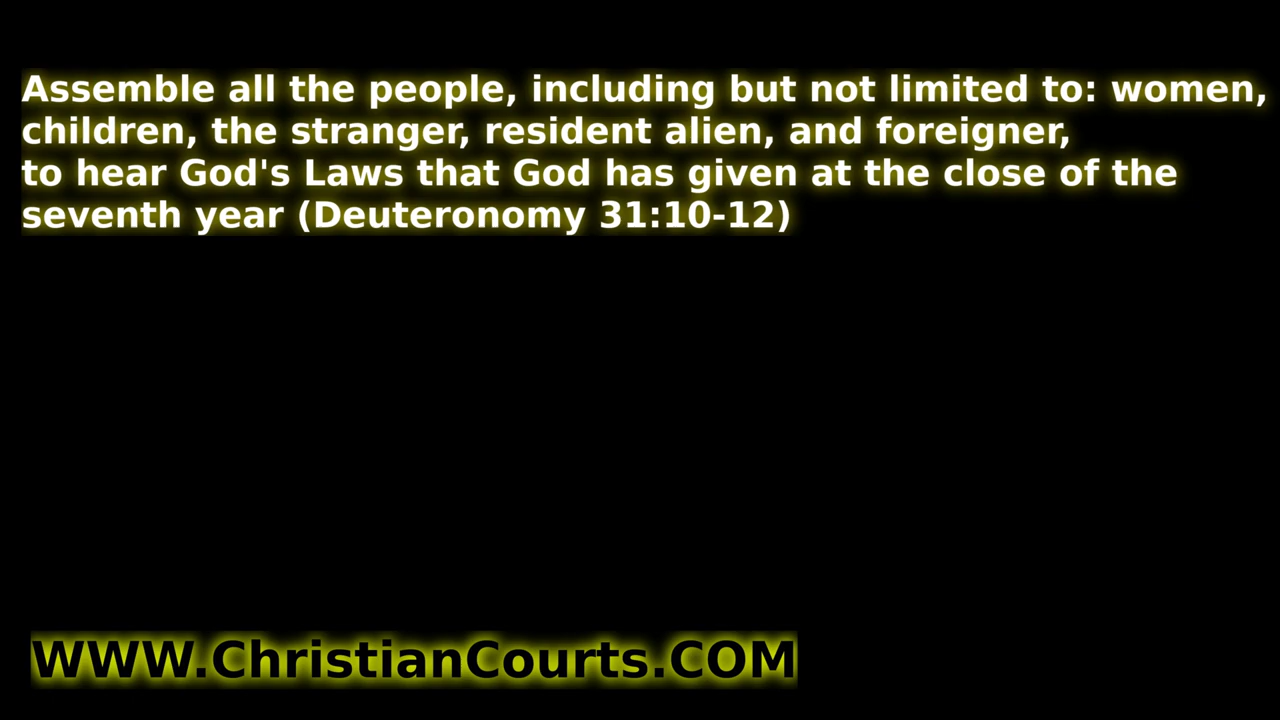 Assemble all the people, including but not limited to: women,
children, the stranger, resident alien, and foreigner,
to hear God's Laws that God has given at the close of the
seventh year (Deuteronomy 31:10-12)
WWW.ChristianCourts.COM